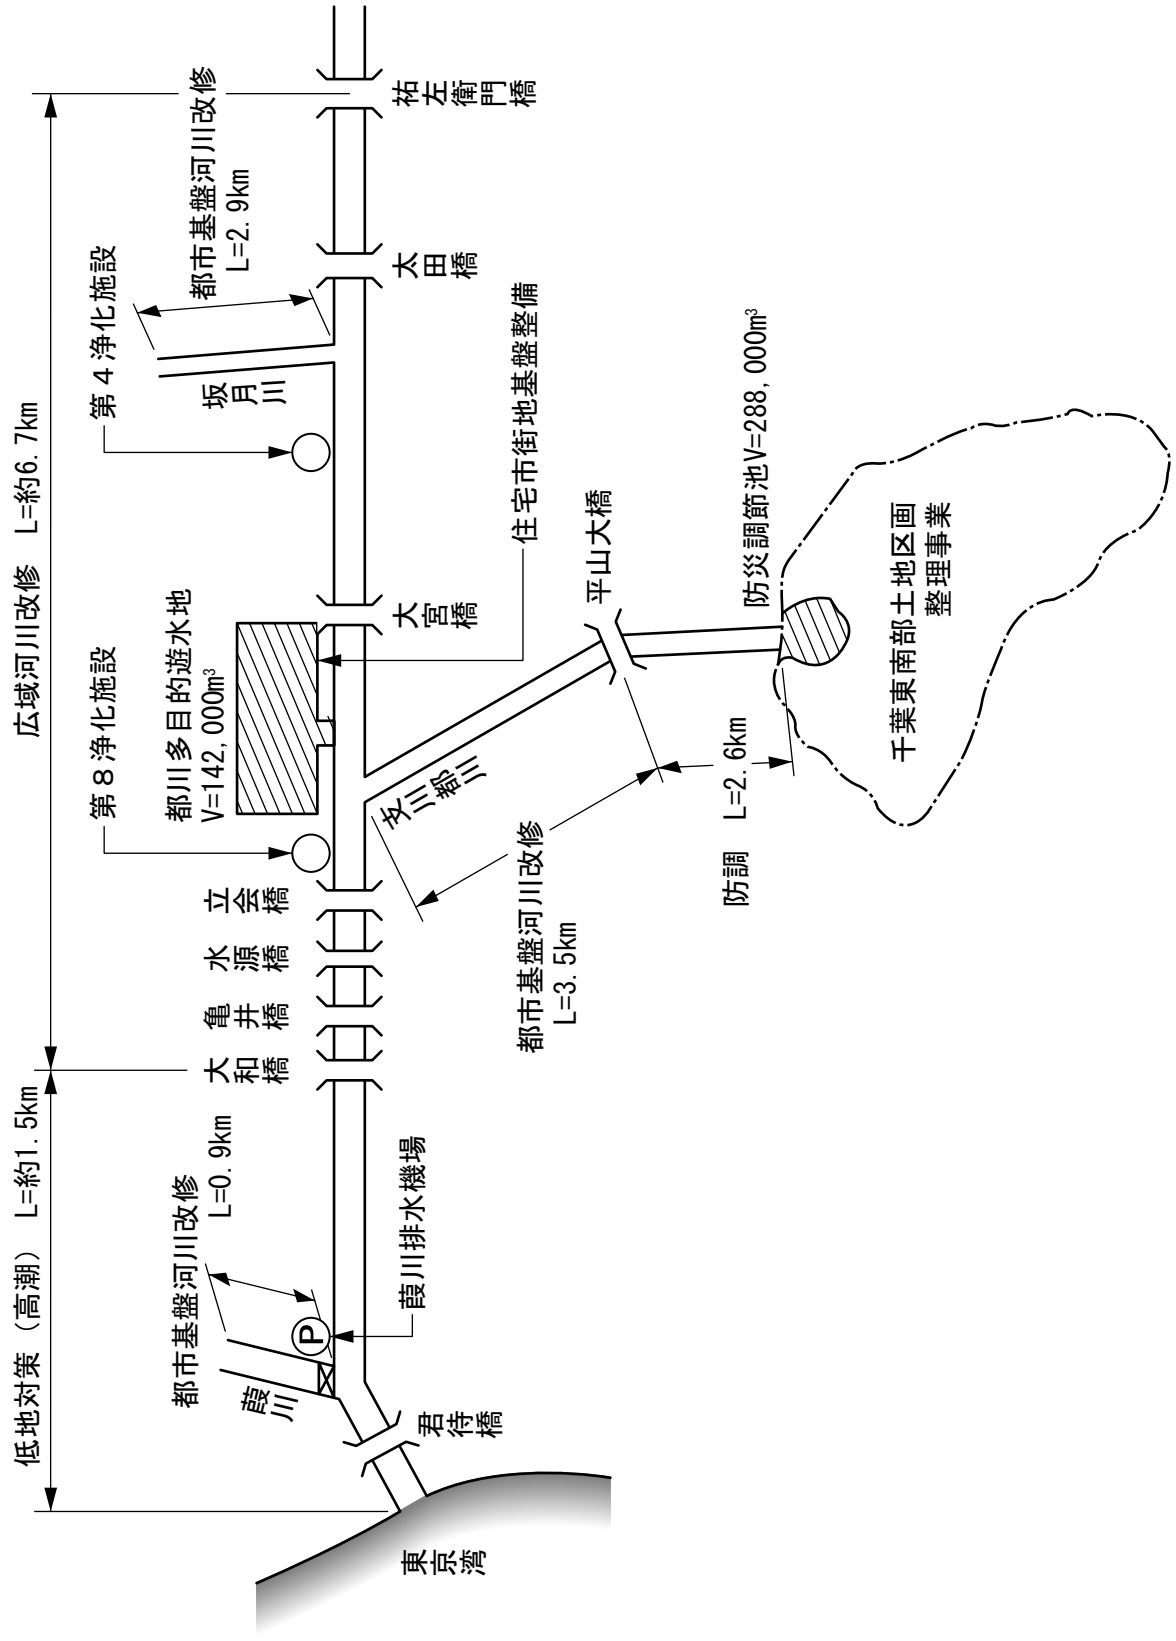 低地対策（高潮） L=約1.5km
広域河川改修 L=約6.7km
第８浄化施設
第４浄化施設
都市基盤河川改修
L=0.9km
都川多目的遊水地
V=142,000m³
都市基盤河川改修
L=2.9km
葭川
P
大和橋
亀井橋
水源橋
立会橋
坂月川
東京湾
君待橋
葭川排水機場
支川都川
大宮橋
太田橋
祐左衛門橋
住宅市街地基盤整備
都市基盤河川改修
L=3.5km
平山大橋
防調 L=2.6km
防災調節池V=288,000m³
千葉東南部土地区画
整理事業